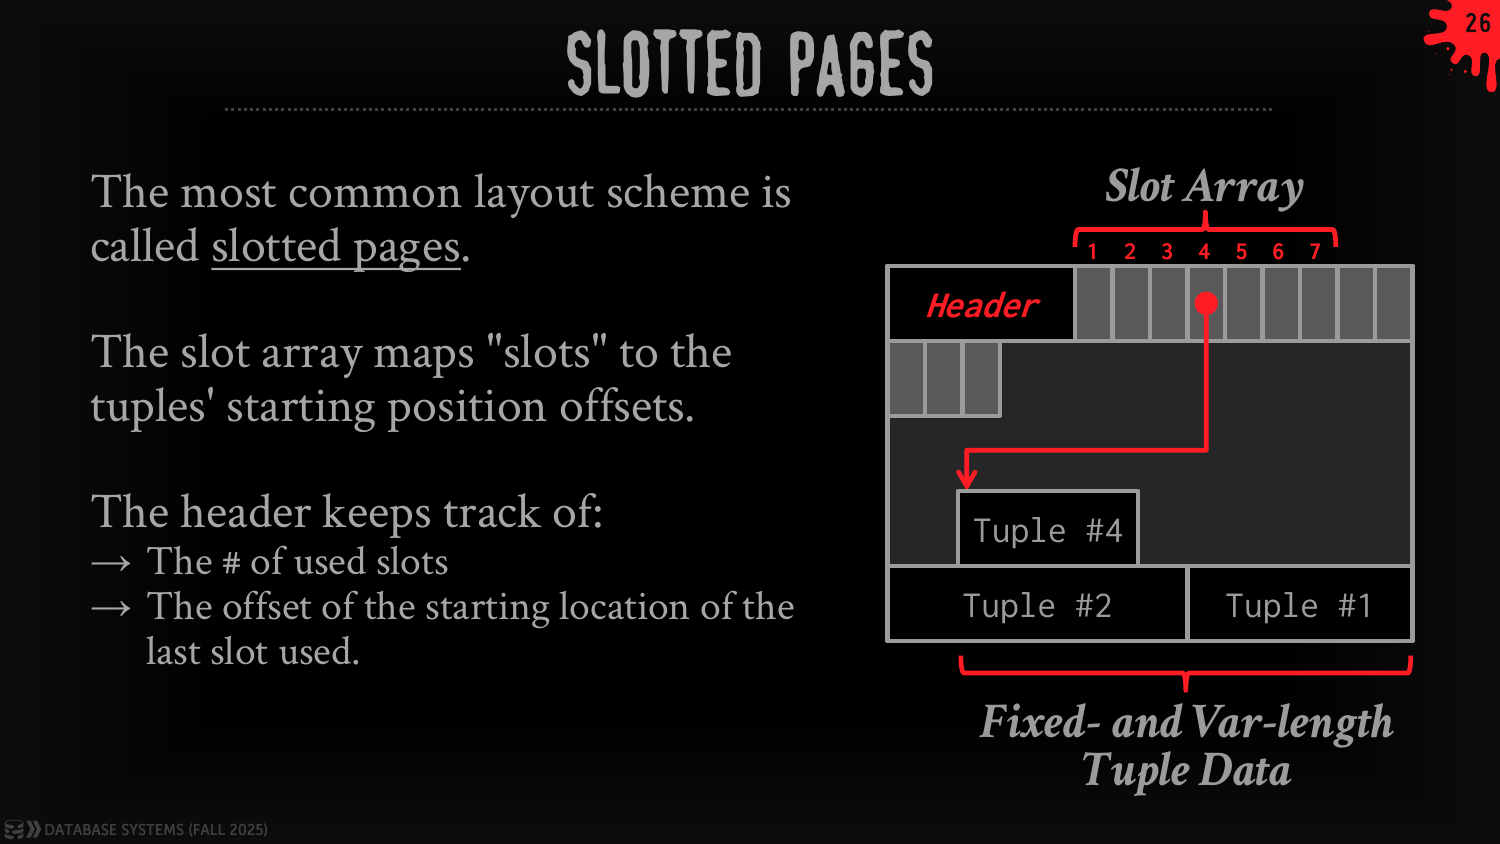 SLOTTED PAGES
26
The most common layout scheme is
called slotted pages.
The slot array maps "slots" to the
tuples' starting position offsets.
The header keeps track of:
→ The # of used slots
→ The offset of the starting location of the
last slot used.
Slot Array
1 2 3 4 5 6 7
Header
Tuple #4
Tuple #2 Tuple #1
Fixed- and Var-length
Tuple Data
DATABASE SYSTEMS (FALL 2025)